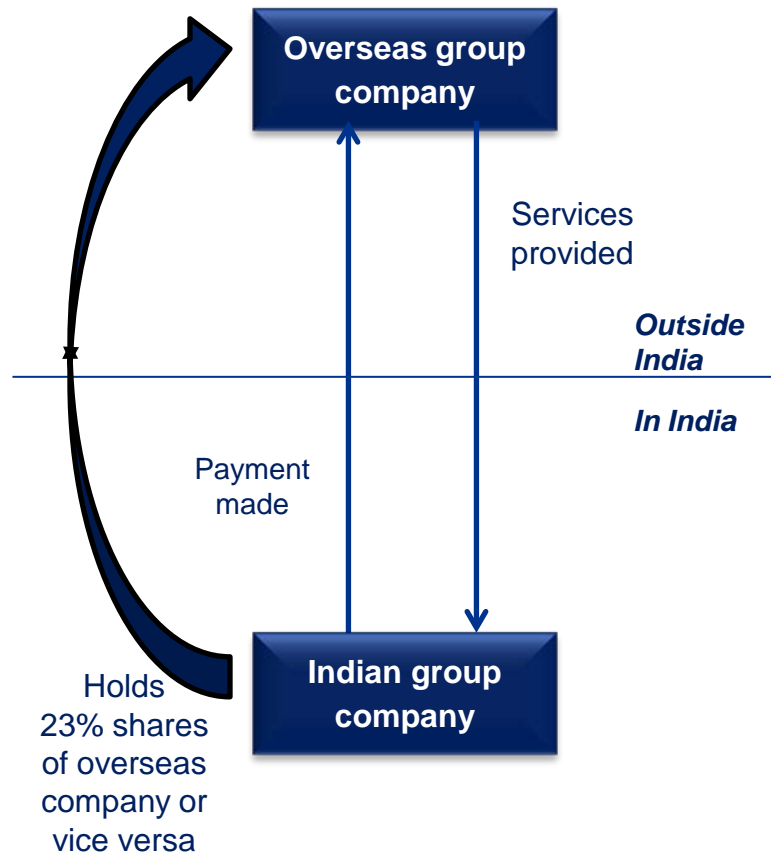 Overseas group
company
Services
provided
Outside
India
In India
Payment
made
Indian group
company
Holds
23% shares
of overseas
company or
vice versa